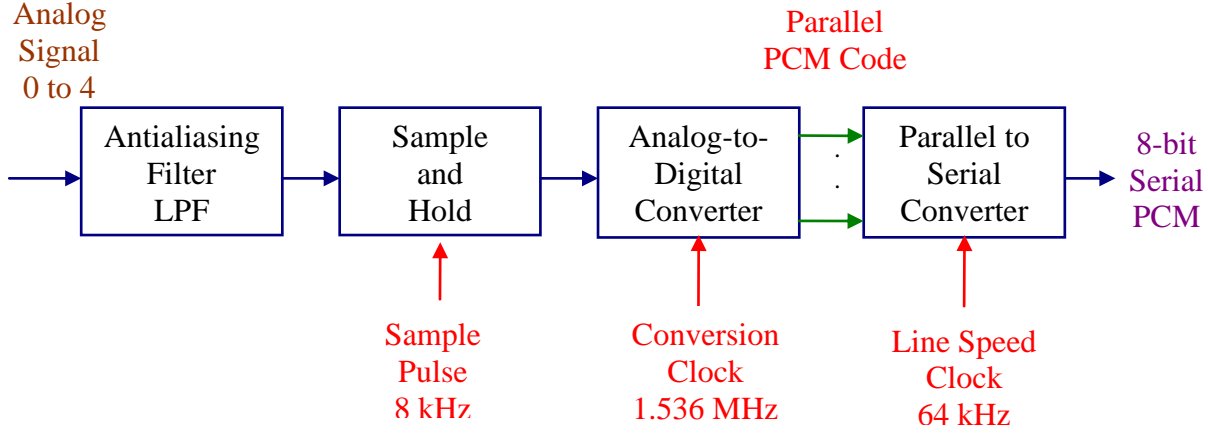 Analog
Signal
0 to 4
Parallel
PCM Code
Antialiasing
Filter
LPF
Sample
and
Hold
Analog-to-
Digital
Converter
Parallel to
Serial
Converter
8-bit
Serial
PCM
Sample
Pulse
8 kHz
Conversion
Clock
1.536 MHz
Line Speed
Clock
64 kHz